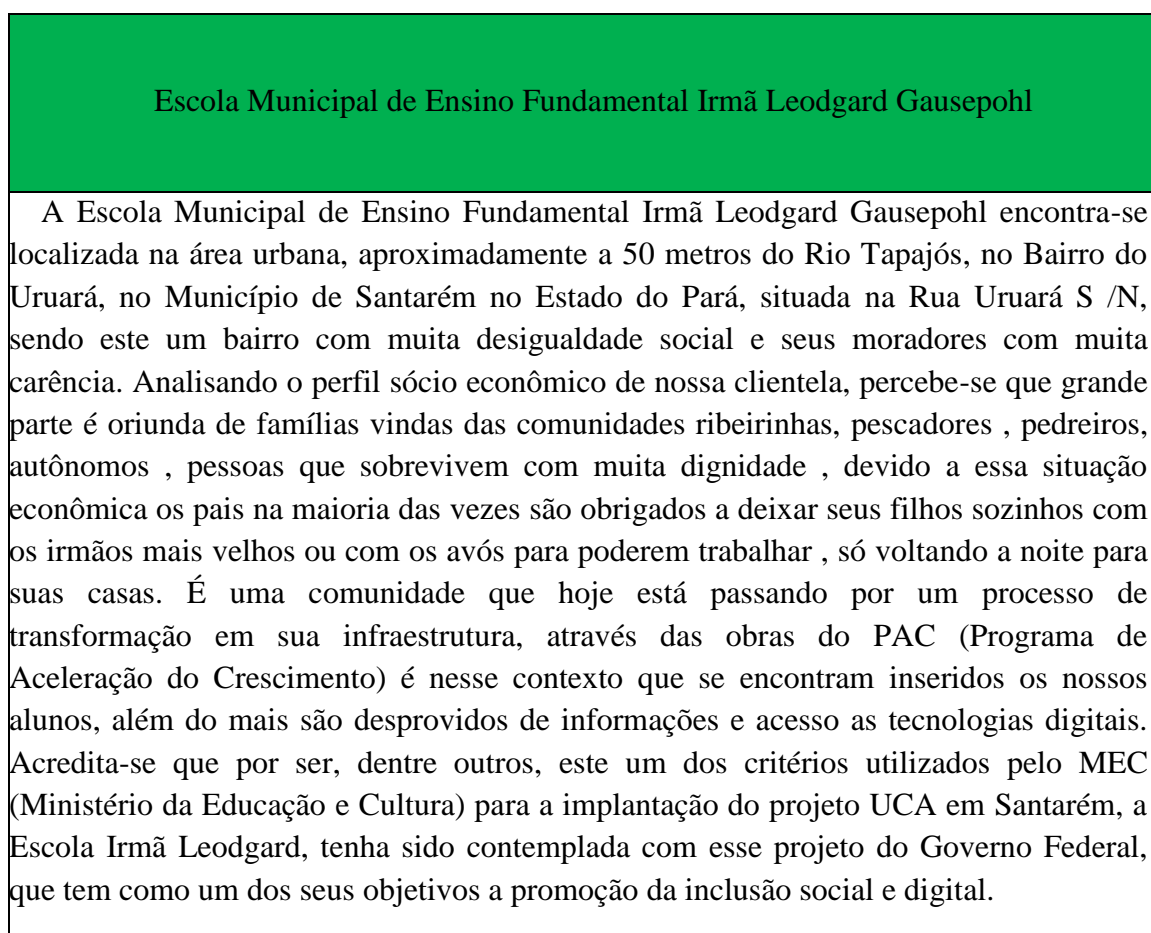 Escola Municipal de Ensino Fundamental Irmã Leodgard Gausepohl
A Escola Municipal de Ensino Fundamental Irmã Leodgard Gausepohl encontra-se
localizada na área urbana, aproximadamente a 50 metros do Rio Tapajós, no Bairro do
Uruará, no Município de Santarém no Estado do Pará, situada na Rua Uruará S /N,
sendo este um bairro com muita desigualdade social e seus moradores com muita
carência. Analisando o perfil sócio econômico de nossa clientela, percebe-se que grande
parte é oriunda de famílias vindas das comunidades ribeirinhas, pescadores , pedreiros,
autônomos , pessoas que sobrevivem com muita dignidade , devido a essa situação
econômica os pais na maioria das vezes são obrigados a deixar seus filhos sozinhos com
os irmãos mais velhos ou com os avós para poderem trabalhar , só voltando a noite para
suas casas. É uma comunidade que hoje está passando por um processo de
transformação em sua infraestrutura, através das obras do PAC (Programa de
Aceleração do Crescimento) é nesse contexto que se encontram inseridos os nossos
alunos, além do mais são desprovidos de informações e acesso as tecnologias digitais.
Acredita-se que por ser, dentre outros, este um dos critérios utilizados pelo MEC
(Ministério da Educação e Cultura) para a implantação do projeto UCA em Santarém, a
Escola Irmã Leodgard, tenha sido contemplada com esse projeto do Governo Federal,
que tem como um dos seus objetivos a promoção da inclusão social e digital.